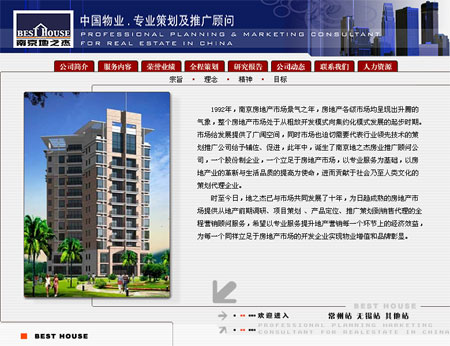 BEST HOUSE
南京地之杰
中国物业．专业策划及推广顾问
PROFESSIONAL PLANNING & MARKETING CONSULTANT
FOR REAL ESTATE IN CHINA
公司简介 服务内容 荣誉业绩 全程策划 研究报告 公司动态 联系我们 人力资源
宗旨 · 理念 · 精神 · 目标
1992年，南京房地产市场景气之年，房地产各级市场均呈现出升腾的
气象，整个房地产市场处于从粗放开发模式向集约化模式发展的起步时期。
市场给发展提供了广阔空间，同时市场也迫切需要代表行业领先技术的策
划推广公司给予辅佐、促进，此年中，诞生了南京地之杰房业推广顾问公
司，一个股份制企业，一个立足于房地产市场，以专业服务为基础，以房
地产业的革新与生活品质的提高为使命，进而贡献于社会乃至人类文化的
策划代理企业。
时至今日，地之杰已与市场共同发展了十年，为日趋成熟的房地产市
场提供从地产前期调研、项目策划、产品定位、推广策划到销售代理的全
程营销顾问服务，希望以专业服务提升地产营销每一个环节上的经济效益，
为每一个同样立足于房地产市场的开发企业实现物业增值和品牌彰显。
BEST HOUSE
欢迎进入 常州站 无锡站 其他站
PROFESSIONAL PLANNING MARKETING
CONSULTANT FOR REALESTATE IN CHINA
BEST HOUSE